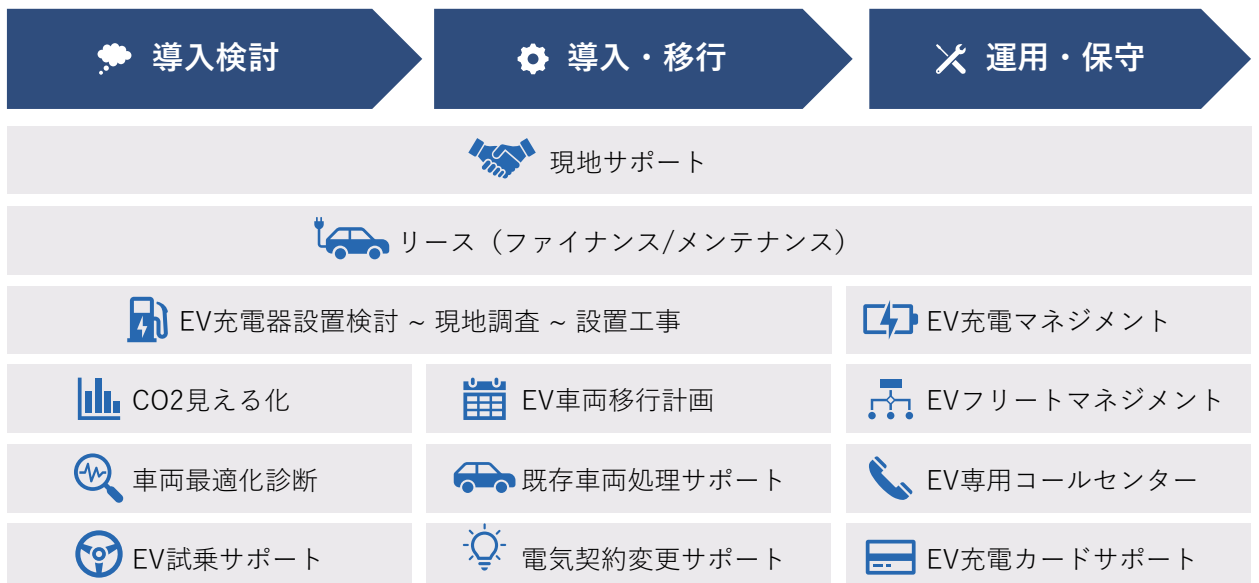 導入検討
導入・移行
運用・保守
現地サポート
リース（ファイナンス/メンテナンス）
EV充電器設置検討 ~ 現地調査 ~ 設置工事
EV充電マネジメント
CO2見える化
EV車両移行計画
EVフリートマネジメント
車両最適化診断
既存車両処理サポート
EV専用コールセンター
EV試乗サポート
電気契約変更サポート
EV充電カードサポート